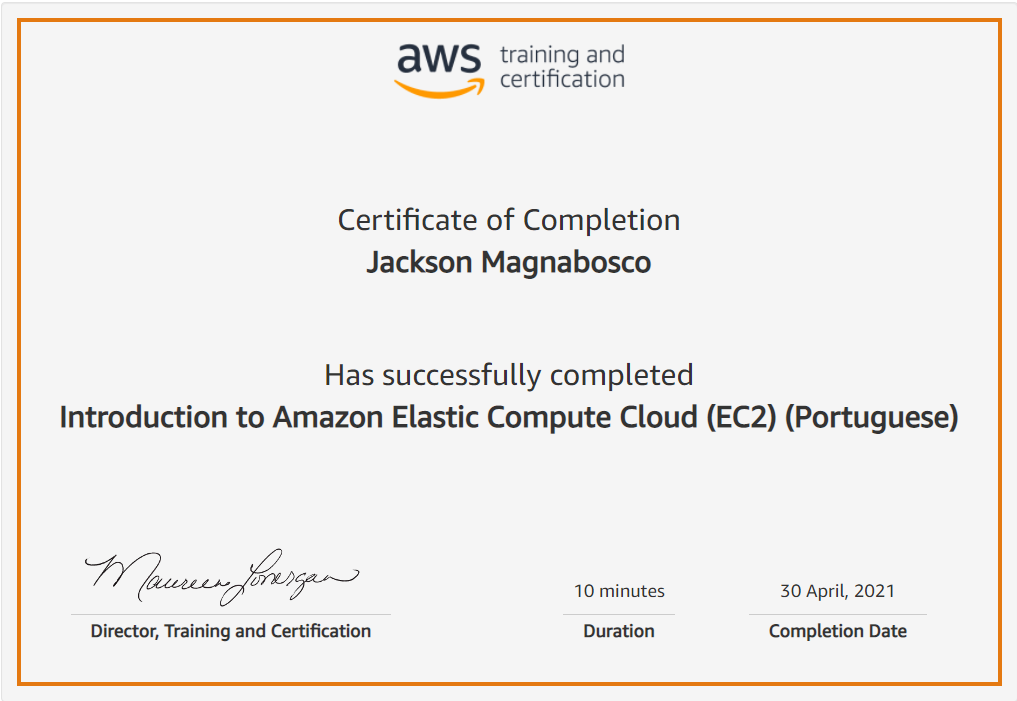 aws training and
certification
Certificate of Completion
Jackson Magnabosco
Has successfully completed
Introduction to Amazon Elastic Compute Cloud (EC2) (Portuguese)
Maureen Lonergan
10 minutes
30 April, 2021
Director, Training and Certification
Duration
Completion Date